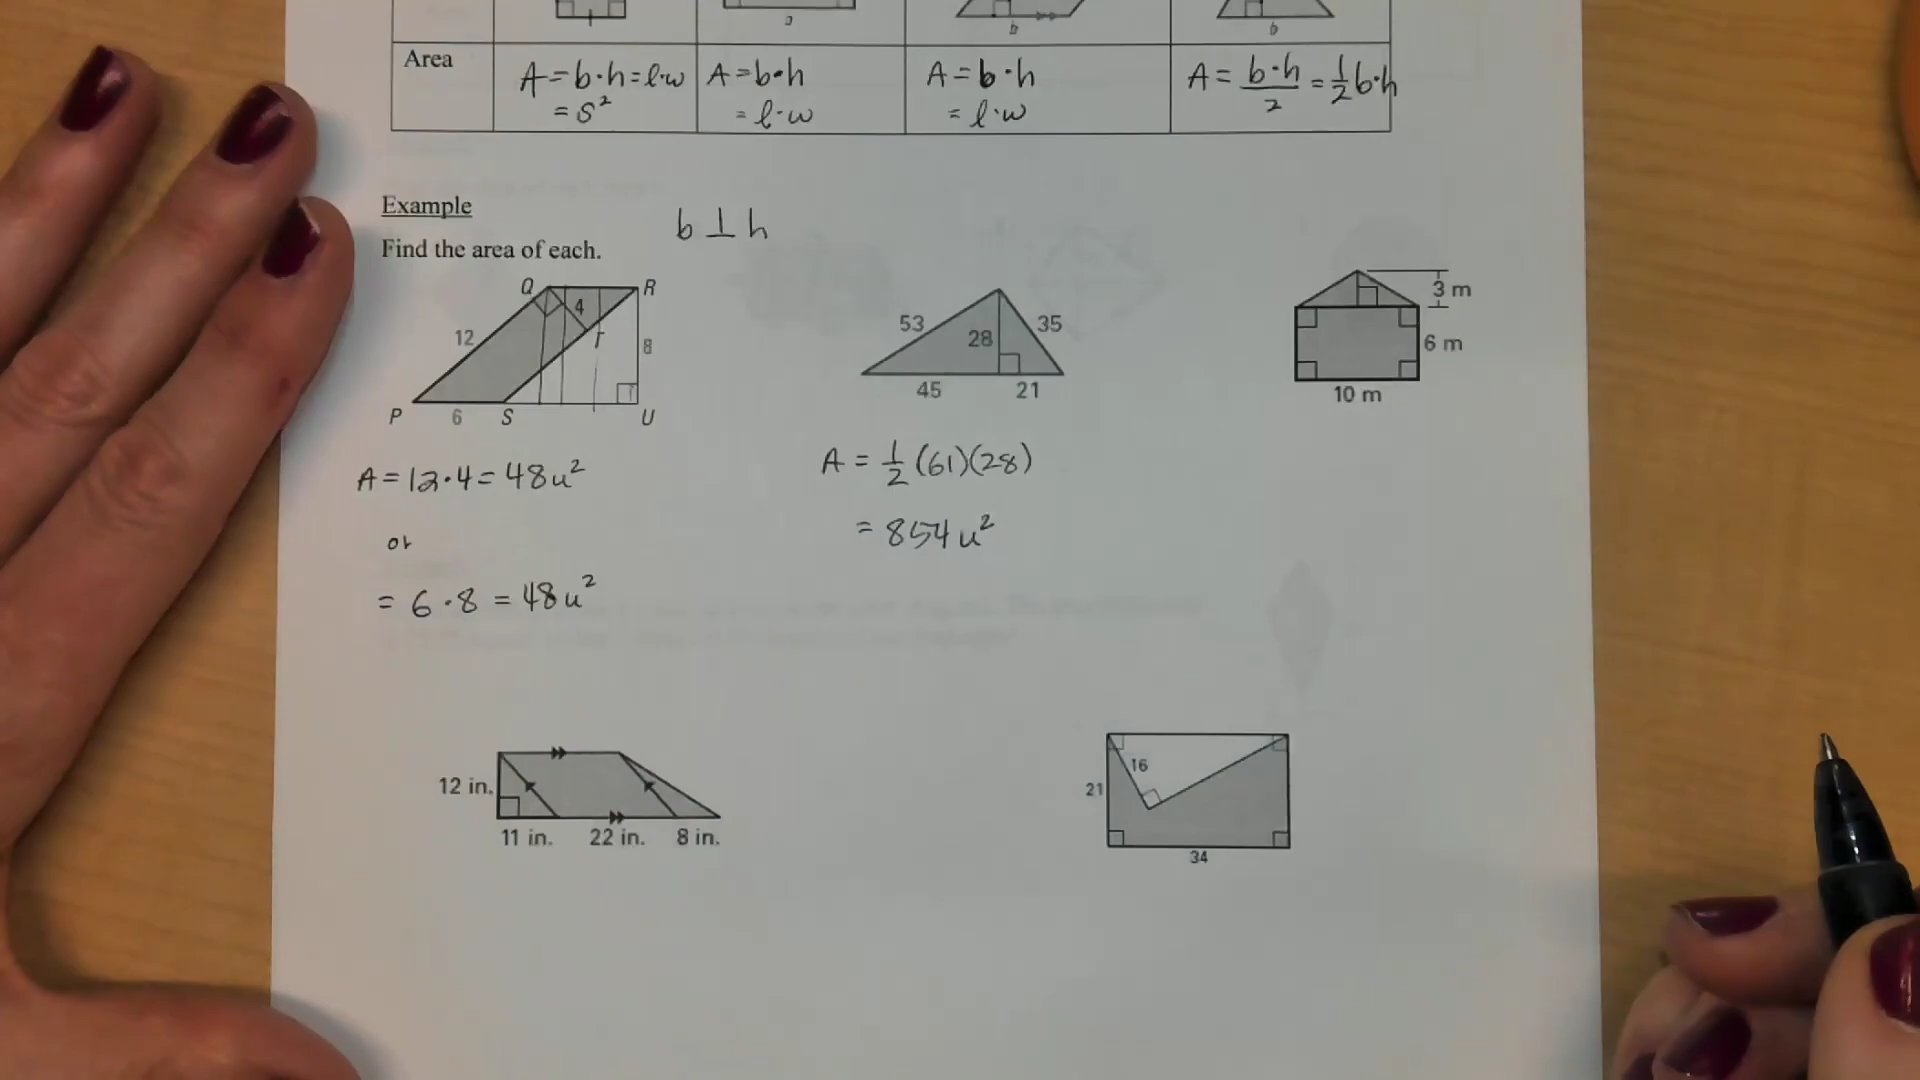 b
b
Area
A = b·h = l·w
= s²
A = b·h
= l·w
A = b·h
= l·w
A = b·h/2 = 1/2 b·h
Example
b ⊥ h
Find the area of each.
Q
R
4
12
T
8
P
6
S
U
53
28
35
45
21
3 m
6 m
10 m
A = 12·4 = 48u²
or
= 6·8 = 48u²
A = 1/2 (61)(28)
= 854u²
12 in.
11 in.
22 in.
8 in.
16
21
34